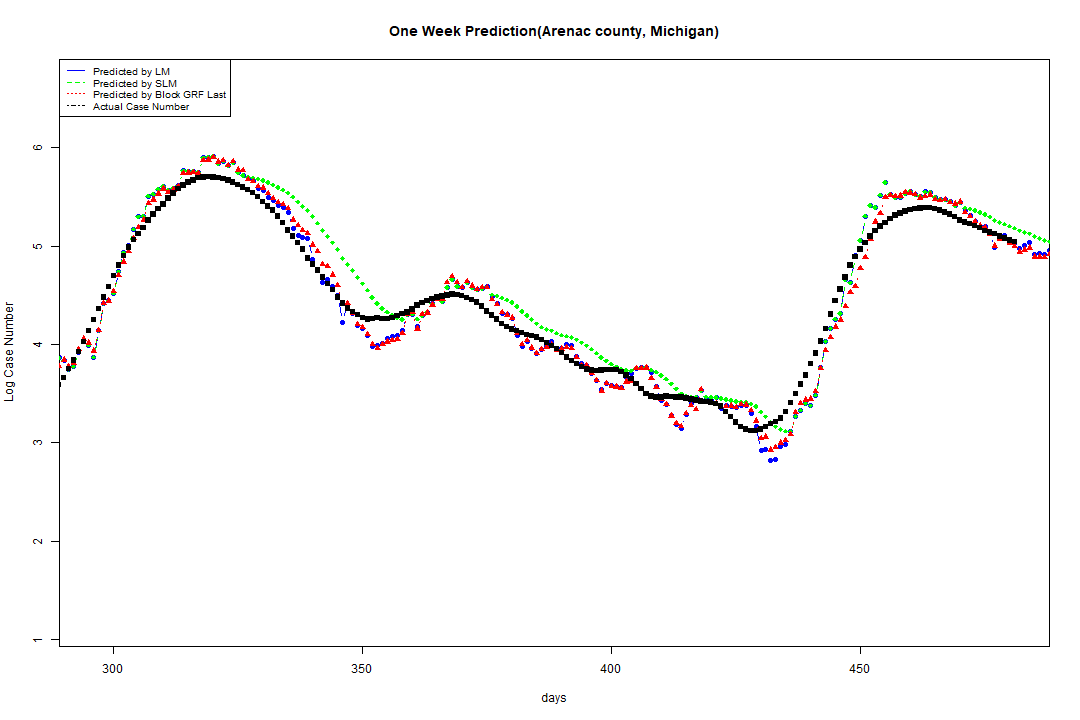 One Week Prediction(Arenac county, Michigan)
Predicted by LM
Predicted by SLM
Predicted by Block GRF Last
Actual Case Number
6
5
4
3
2
1
Log Case Number
300 350 400 450
days